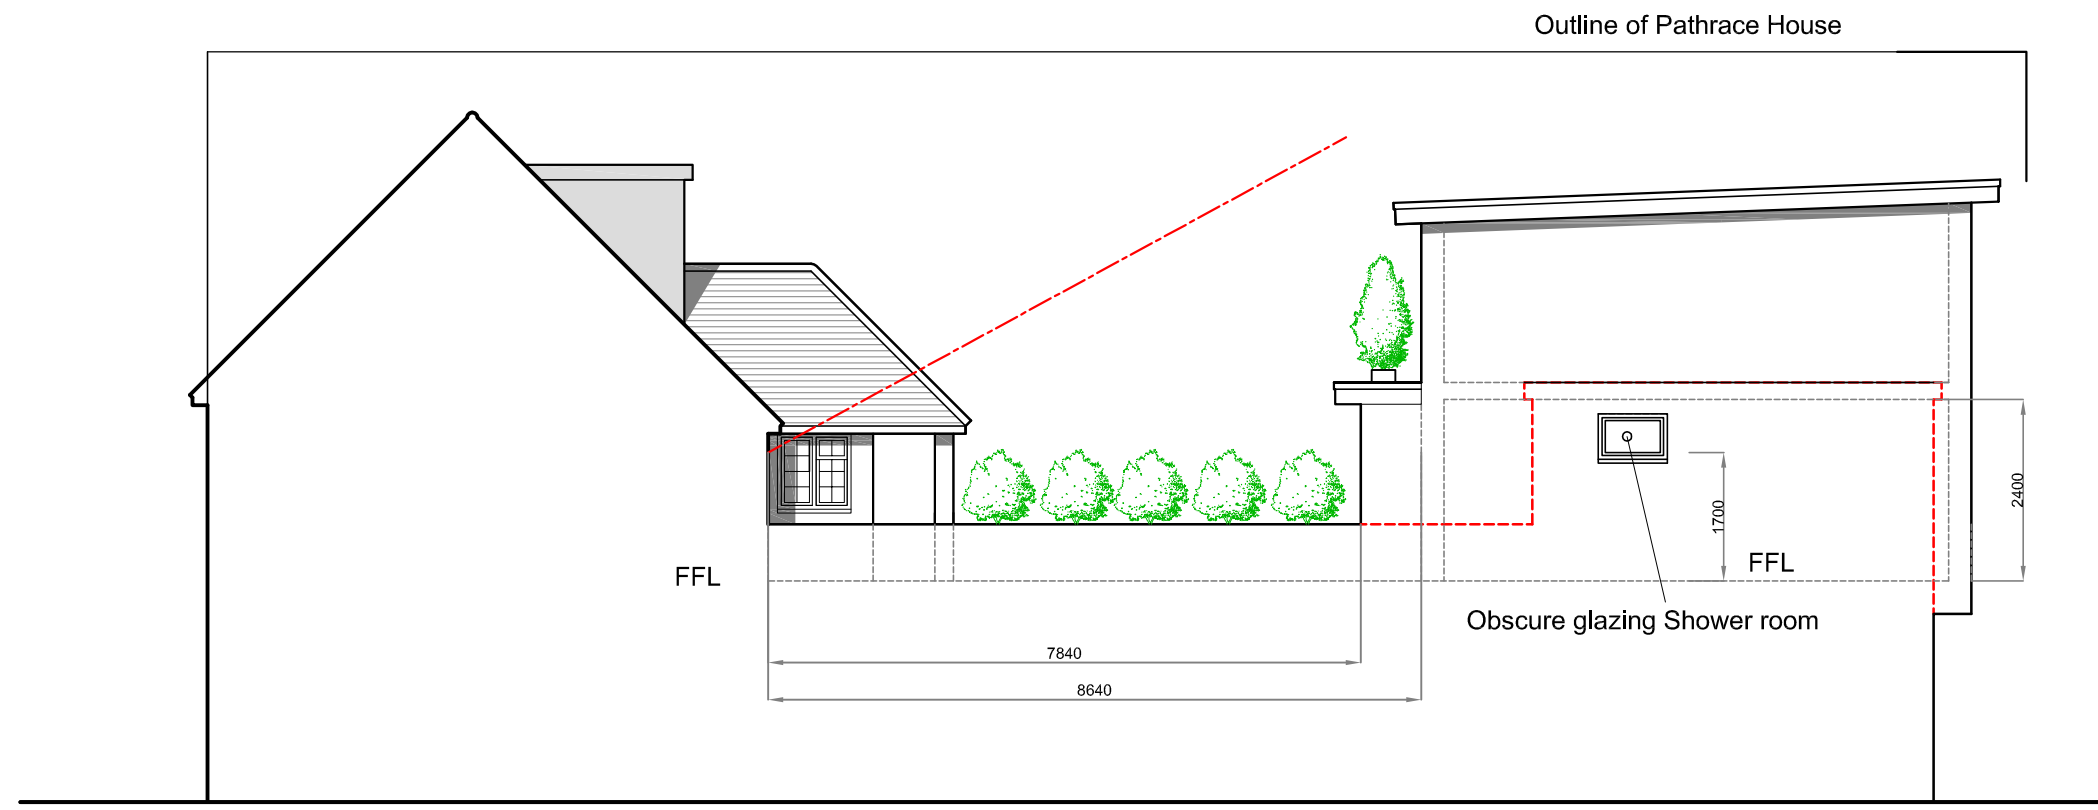 Outline of Pathrace House
2400
1700
FFL
FFL
Obscure glazing Shower room
7840
8640